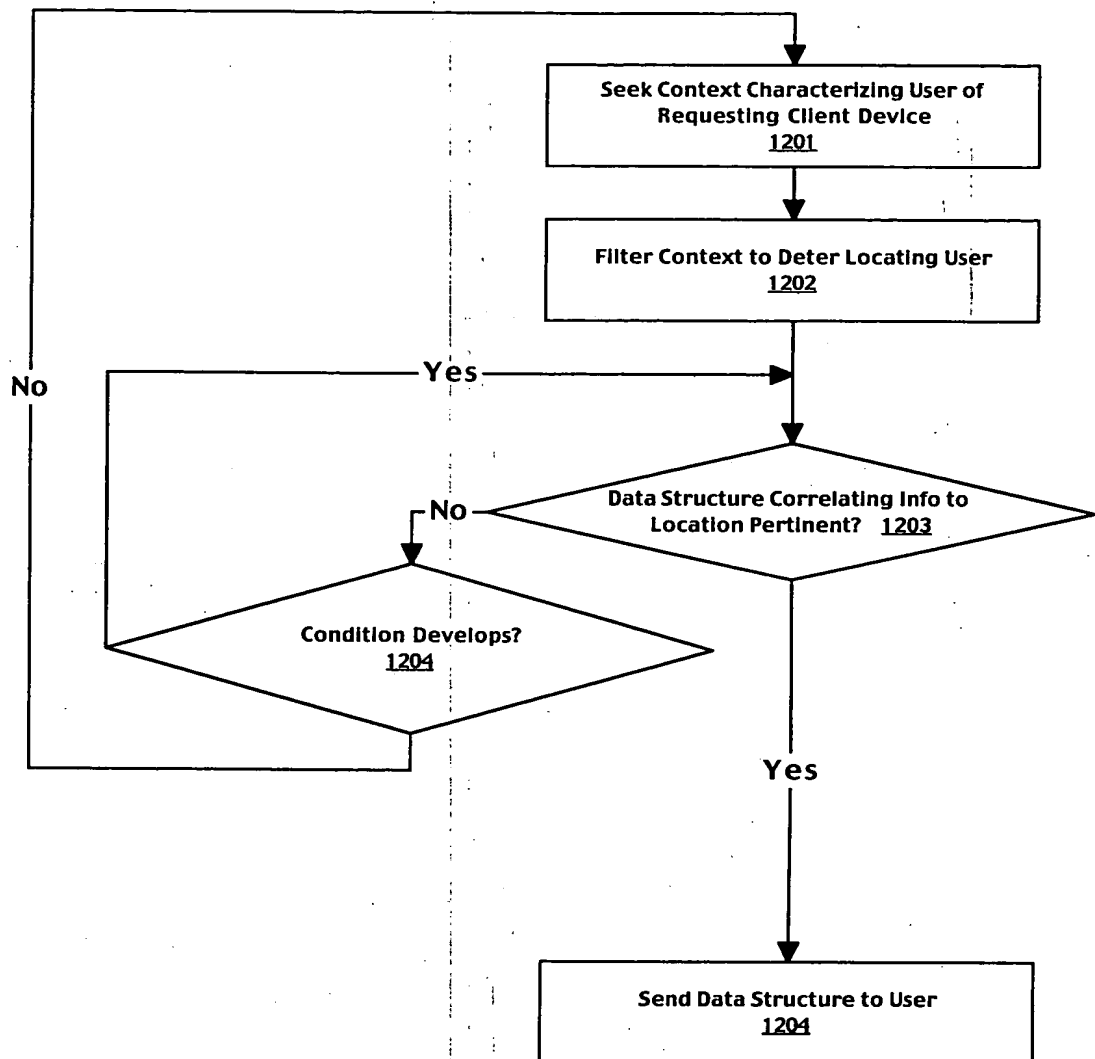 Seek Context Characterizing User of
Requesting Client Device
1201
Filter Context to Deter Locating User
1202
Yes
No
Data Structure Correlating Info to
Location Pertinent? 1203
No
Condition Develops?
1204
Yes
Send Data Structure to User
1204